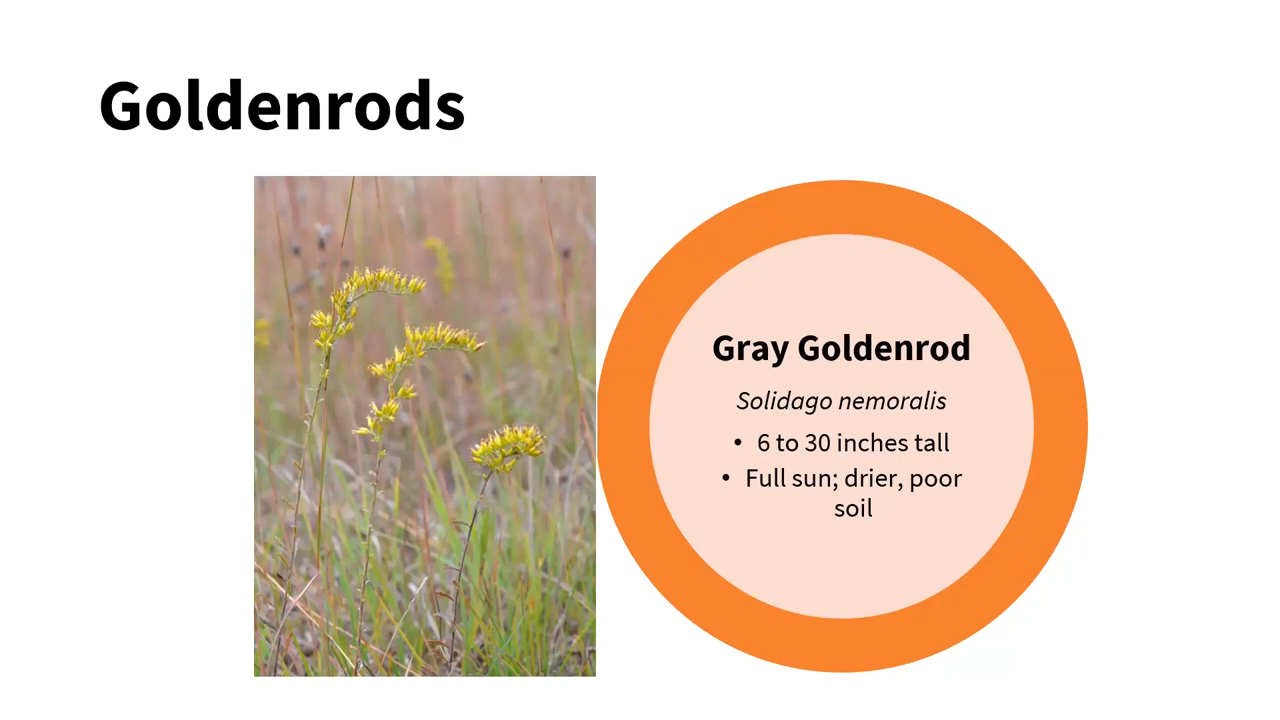 Goldenrods
Gray Goldenrod
Solidago nemoralis
• 6 to 30 inches tall
• Full sun; drier, poor
soil